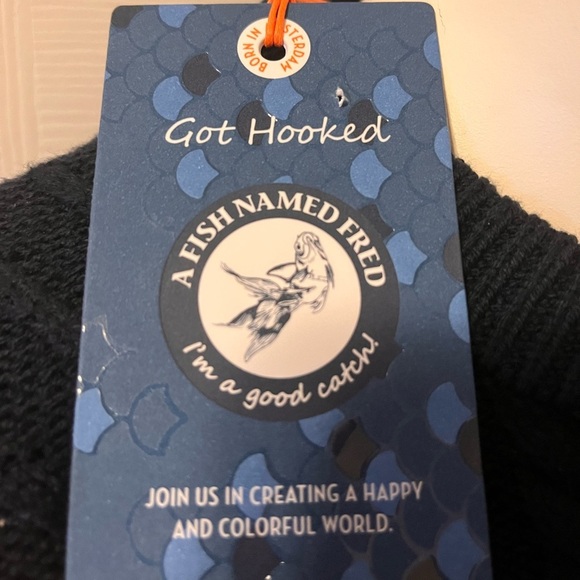 BORN IN AMSTERDAM
Got Hooked
A FISH NAMED FRED
I'm a good catch!
JOIN US IN CREATING A HAPPY
AND COLORFUL WORLD.